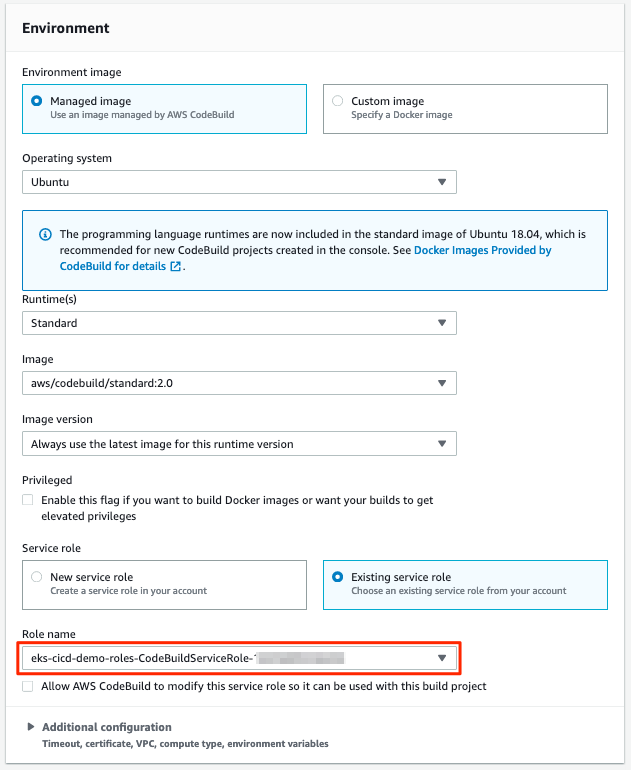 Environment
Environment image
Managed image
Use an image managed by AWS CodeBuild
Custom image
Specify a Docker image
Operating system
Ubuntu
The programming language runtimes are now included in the standard image of Ubuntu 18.04, which is
recommended for new CodeBuild projects created in the console. See Docker Images Provided by
CodeBuild for details .
Runtime(s)
Standard
Image
aws/codebuild/standard:2.0
Image version
Always use the latest image for this runtime version
Privileged
Enable this flag if you want to build Docker images or want your builds to get
elevated privileges
Service role
New service role
Create a service role in your account
Existing service role
Choose an existing service role from your account
Role name
eks-cicd-demo-roles-CodeBuildServiceRole-
Allow AWS CodeBuild to modify this service role so it can be used with this build project
Additional configuration
Timeout, certificate, VPC, compute type, environment variables